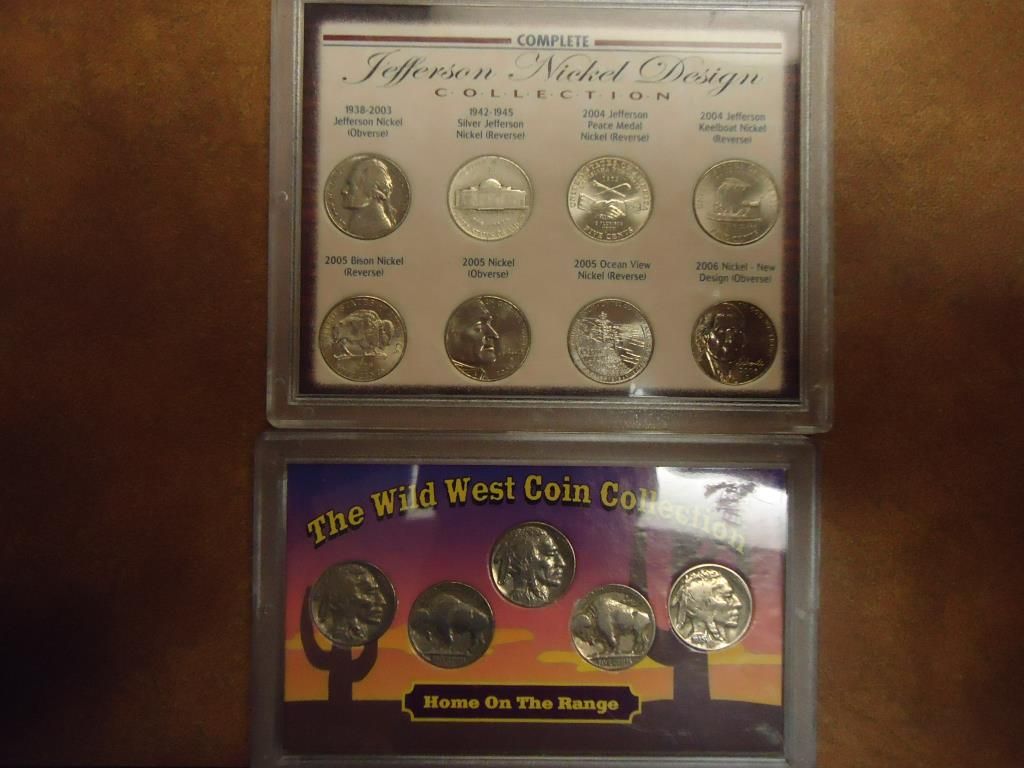 COMPLETE
Jefferson Nickel Design
COLLECTION
1938-2003
Jefferson Nickel
(Obverse)
1942-1945
Silver Jefferson
Nickel (Reverse)
2004 Jefferson
Peace Medal
Nickel (Reverse)
2004 Jefferson
Keelboat Nickel
(Reverse)
2005 Bison Nickel
(Reverse)
2005 Nickel
(Obverse)
2005 Ocean View
Nickel (Reverse)
2006 Nickel - New
Design (Obverse)
The Wild West Coin Collection
Home On The Range